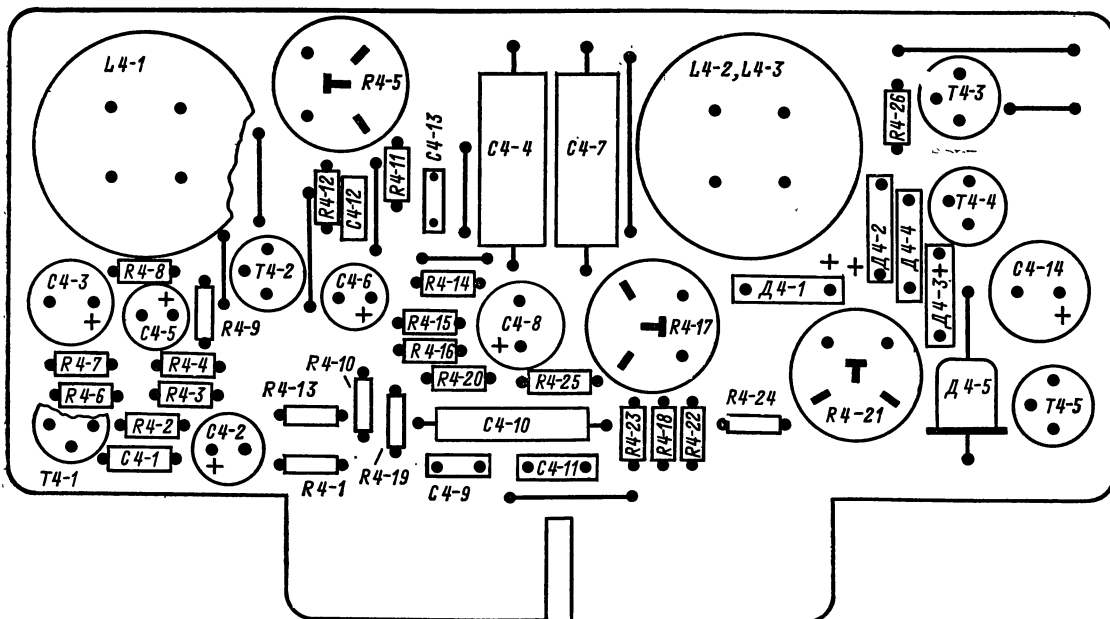 L4-1
R4-5
C4-13
C4-4
C4-7
L4-2, L4-3
T4-3
R4-26
R4-11
R4-12
C4-12
T4-4
Д4-2
Д4-4
Д4-3
+
+
+
C4-14
+
C4-3
+
R4-8
+
C4-5
R4-9
T4-2
C4-6
+
R4-14
C4-8
+
R4-15
R4-16
R4-20
R4-25
R4-17
Д4-1
R4-21
Д4-5
T4-5
R4-7
R4-4
R4-6
R4-3
R4-2
C4-2
+
C4-1
T4-1
R4-10
R4-13
R4-1
R4-19
C4-10
C4-9
C4-11
R4-23
R4-18
R4-22
R4-24